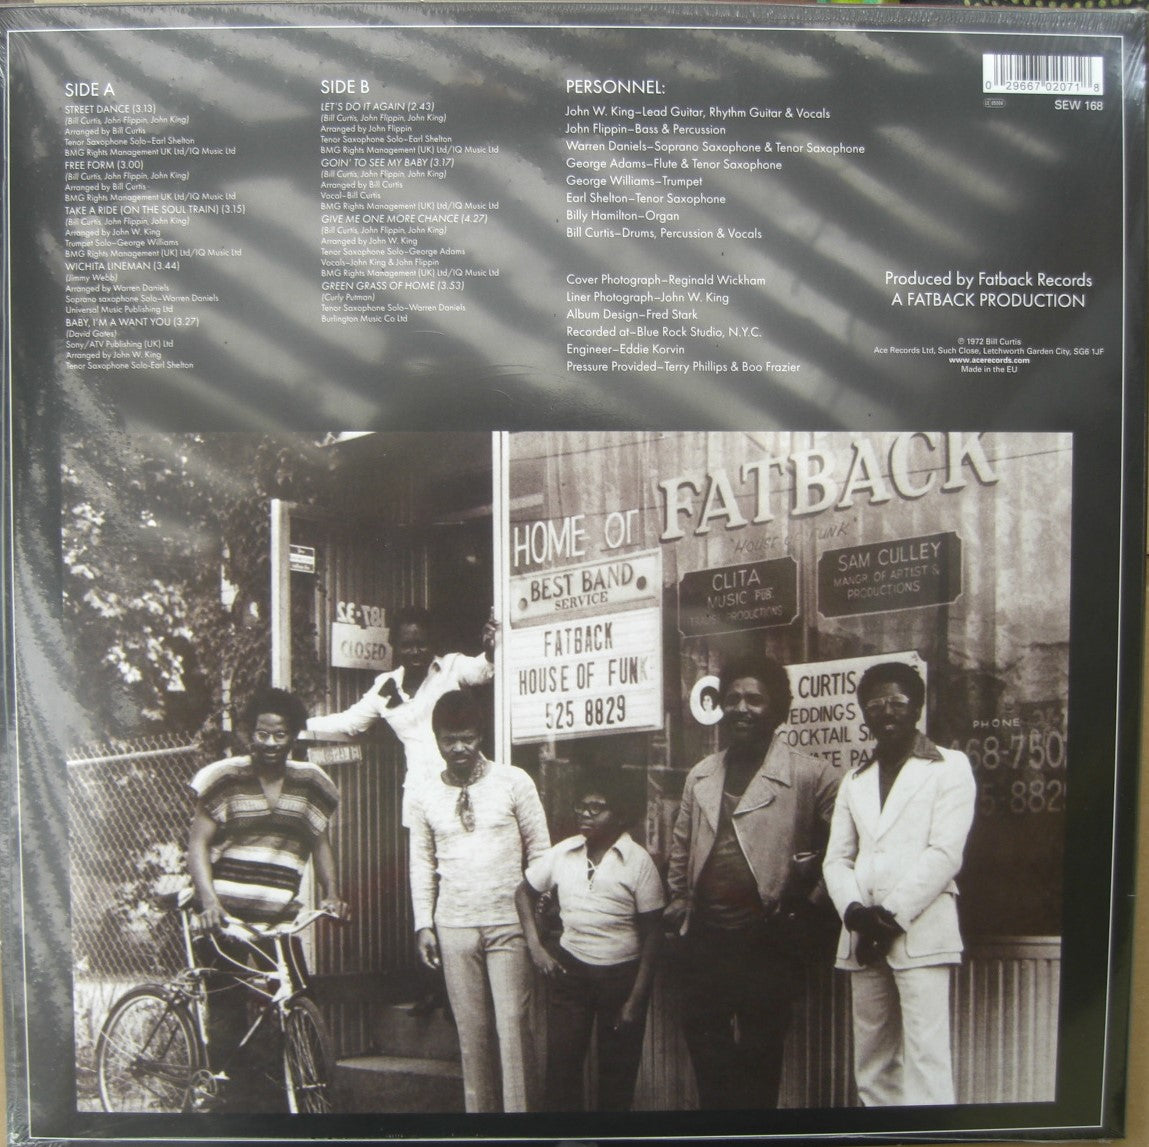 SIDE A
STREET DANCE (3.13)
(Bill Curtis, John Flippin, John King)
Arranged by Bill Curtis
Tenor Saxophone Solo–Earl Shelton
BMG Rights Management UK Ltd/IQ Music Ltd
FREE FORM (3.00)
(Bill Curtis, John Flippin, John King)
Arranged by Bill Curtis
BMG Rights Management UK Ltd/IQ Music Ltd
TAKE A RIDE (ON THE SOUL TRAIN) (3.15)
(Bill Curtis, John Flippin, John King)
Arranged by John W. King
Trumpet Solo–George Williams
BMG Rights Management (UK) Ltd/IQ Music Ltd
WICHITA LINEMAN (3.44)
(Jimmy Webb)
Arranged by Warren Daniels
Soprano saxophone Solo–Warren Daniels
Universal Music Publishing Ltd
BABY, I'M A WANT YOU (3.27)
(David Gates)
Sony/ATV Publishing (UK) Ltd
Arranged by John W. King
Tenor Saxophone Solo-Earl Shelton
SIDE B
LET'S DO IT AGAIN (2.43)
(Bill Curtis, John Flippin, John King)
Arranged by John Flippin
Tenor Saxophone Solo–Earl Shelton
BMG Rights Management (UK) Ltd/IQ Music Ltd
GOIN' TO SEE MY BABY (3.17)
(Bill Curtis, John Flippin, John King)
Arranged by Bill Curtis
Vocal–Bill Curtis
BMG Rights Management (UK) Ltd/IQ Music Ltd
GIVE ME ONE MORE CHANCE (4.27)
(Bill Curtis, John Flippin, John King)
Arranged by John W. King
Tenor Saxophone Solo–George Adams
Vocals–John King & John Flippin
BMG Rights Management (UK) Ltd/IQ Music Ltd
GREEN GRASS OF HOME (3.53)
(Curly Putman)
Tenor Saxophone Solo–Warren Daniels
Burlington Music Co Ltd
PERSONNEL:
John W. King–Lead Guitar, Rhythm Guitar & Vocals
John Flippin–Bass & Percussion
Warren Daniels–Soprano Saxophone & Tenor Saxophone
George Adams–Flute & Tenor Saxophone
George Williams–Trumpet
Earl Shelton–Tenor Saxophone
Billy Hamilton–Organ
Bill Curtis–Drums, Percussion & Vocals
Cover Photograph–Reginald Wickham
Liner Photograph–John W. King
Album Design–Fred Stark
Recorded at–Blue Rock Studio, N.Y.C.
Engineer–Eddie Korvin
Pressure Provided–Terry Phillips & Boo Frazier
0 29667 02071 8
SEW 168
Produced by Fatback Records
A FATBACK PRODUCTION
℗ 1972 Bill Curtis
Ace Records Ltd, Such Close, Letchworth Garden City, SG6 1JF
www.acerecords.com
Made in the EU
HOME OF FATBACK
"HOUSE OF FUNK"
BEST BAND
SERVICE
FATBACK
HOUSE OF FUNK
525 8829
CLITA
MUSIC PUB.
PRODUCTIONS
SAM CULLEY
MANGR. OF ARTIST &
PRODUCTIONS
CLOSED
CURTIS
WEDDINGS
COCKTAIL
PHONE
68-750
5-882